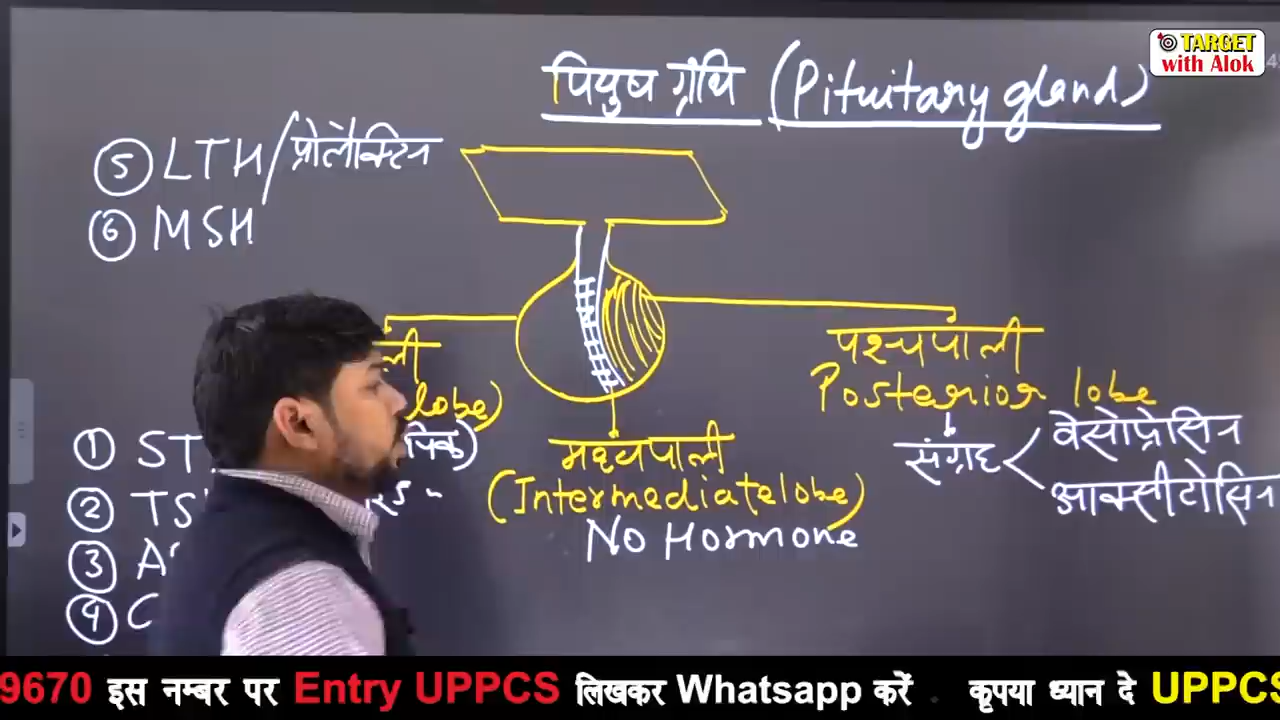 TARGET
with Alok
पियुष ग्रंथि (Pituitary gland)
5 LTH/प्रोलैक्टिन
6 MSH
पश्चपाली
Posterior lobe
संग्रह < वेसोप्रेसिन
आक्सीटोसिन
lobe)
मध्यपाली
(Intermediate lobe)
No Hormone
1 ST
2 TS
3 A
4 C
9670 इस नम्बर पर Entry UPPCS लिखकर Whatsapp करें . कृपया ध्यान दे UPPCS